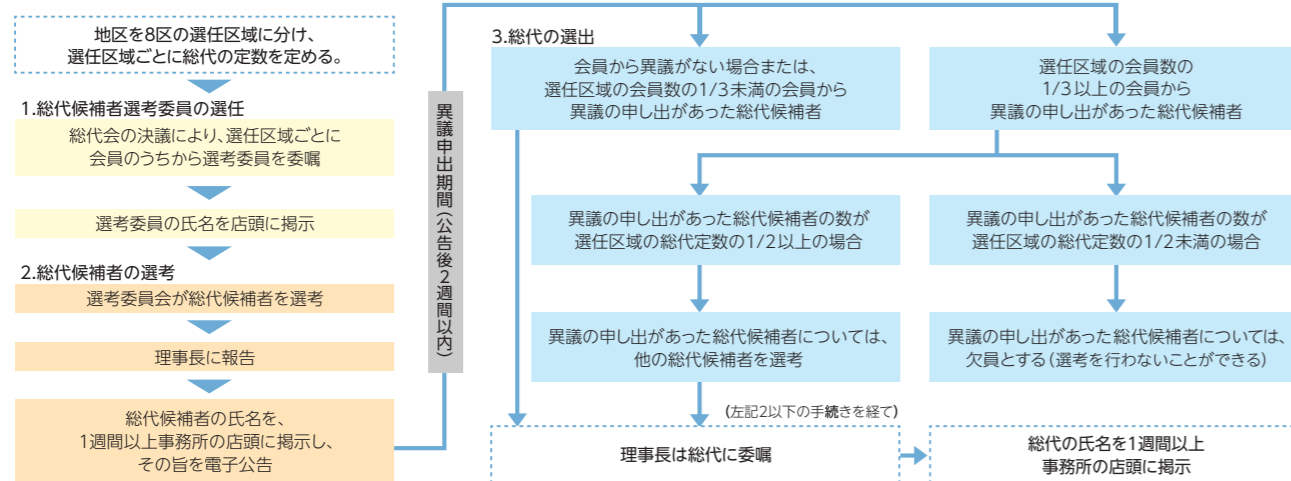 地区を8区の選任区域に分け、
選任区域ごとに総代の定数を定める。
1.総代候補者選考委員の選任
総代会の決議により、選任区域ごとに
会員のうちから選考委員を委嘱
選考委員の氏名を店頭に掲示
2.総代候補者の選考
選考委員会が総代候補者を選考
理事長に報告
総代候補者の氏名を、
1週間以上事務所の店頭に掲示し、
その旨を電子公告
異議申出期間(公告後2週間以内)
3.総代の選出
会員から異議がない場合または、
選任区域の会員数の1/3未満の会員から
異議の申し出があった総代候補者
選任区域の会員数の
1/3以上の会員から
異議の申し出があった総代候補者
異議の申し出があった総代候補者の数が
選任区域の総代定数の1/2以上の場合
異議の申し出があった総代候補者の数が
選任区域の総代定数の1/2未満の場合
異議の申し出があった総代候補者については、
他の総代候補者を選考
異議の申し出があった総代候補者については、
欠員とする(選考を行わないことができる)
(左記2以下の手続きを経て)
理事長は総代に委嘱
総代の氏名を1週間以上
事務所の店頭に掲示